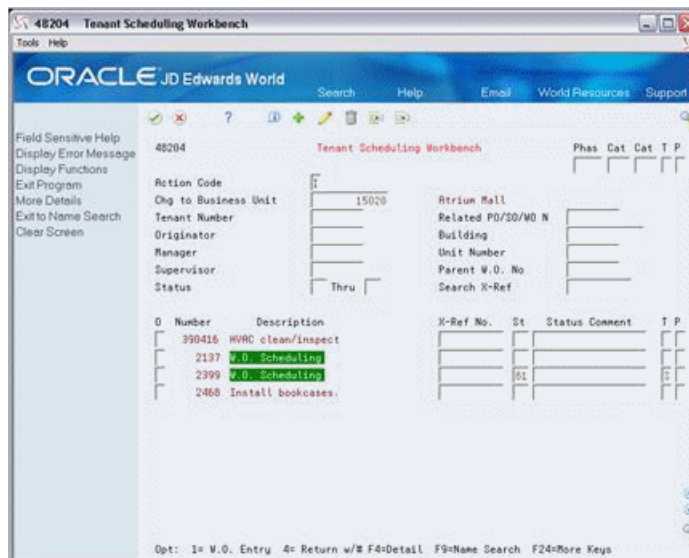 48204 Tenant Scheduling Workbench
Tools Help
ORACLE JD Edwards World
Search Help Email World Resources Support
Field Sensitive Help
Display Error Message
Display Functions
Exit Program
More Details
Exit to Name Search
Clear Screen
48204 Tenant Scheduling Workbench Phas Cat Cat T P
Action Code I
Chg to Business Unit 15020 Atrium Mall
Tenant Number Related PO/SO/WO N
Originator Building
Manager Unit Number
Supervisor Parent W.O. No
Status Thru Search X-Ref
O Number Description X-Ref No. St Status Comment T P
390416 HVAC clean/inspect
2137 W.O. Scheduling
2399 W.O. Scheduling 61 S
2468 Install bookcases.
Opt: 1= W.O. Entry 4= Return w/# F4=Detail F9=Name Search F24=More Keys